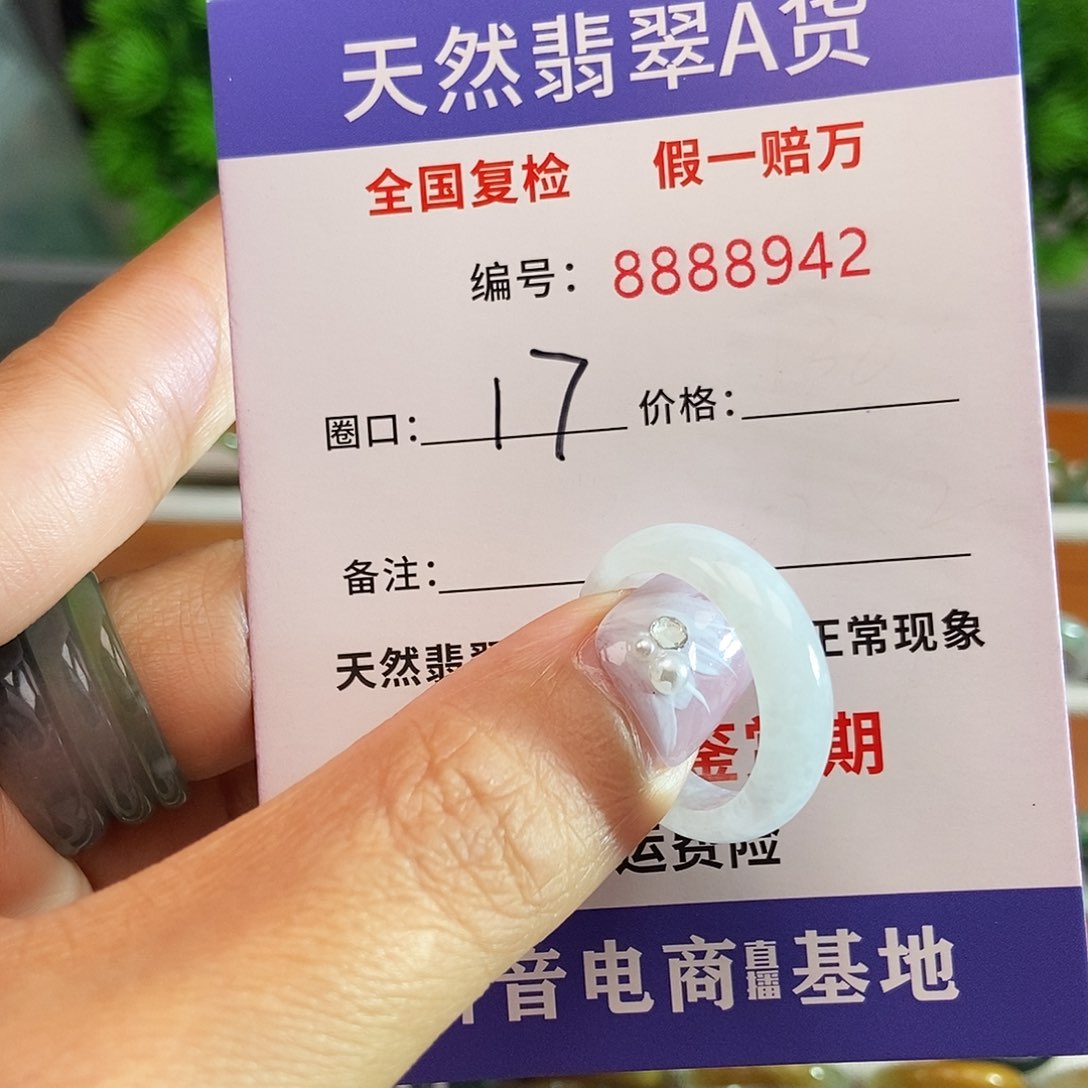 天然翡翠A货
全国复检 假一赔万
编号：8888942
圈口：17 价格：
备注：
天然翡 正常现象
鉴 期
运费险
音电商直播基地